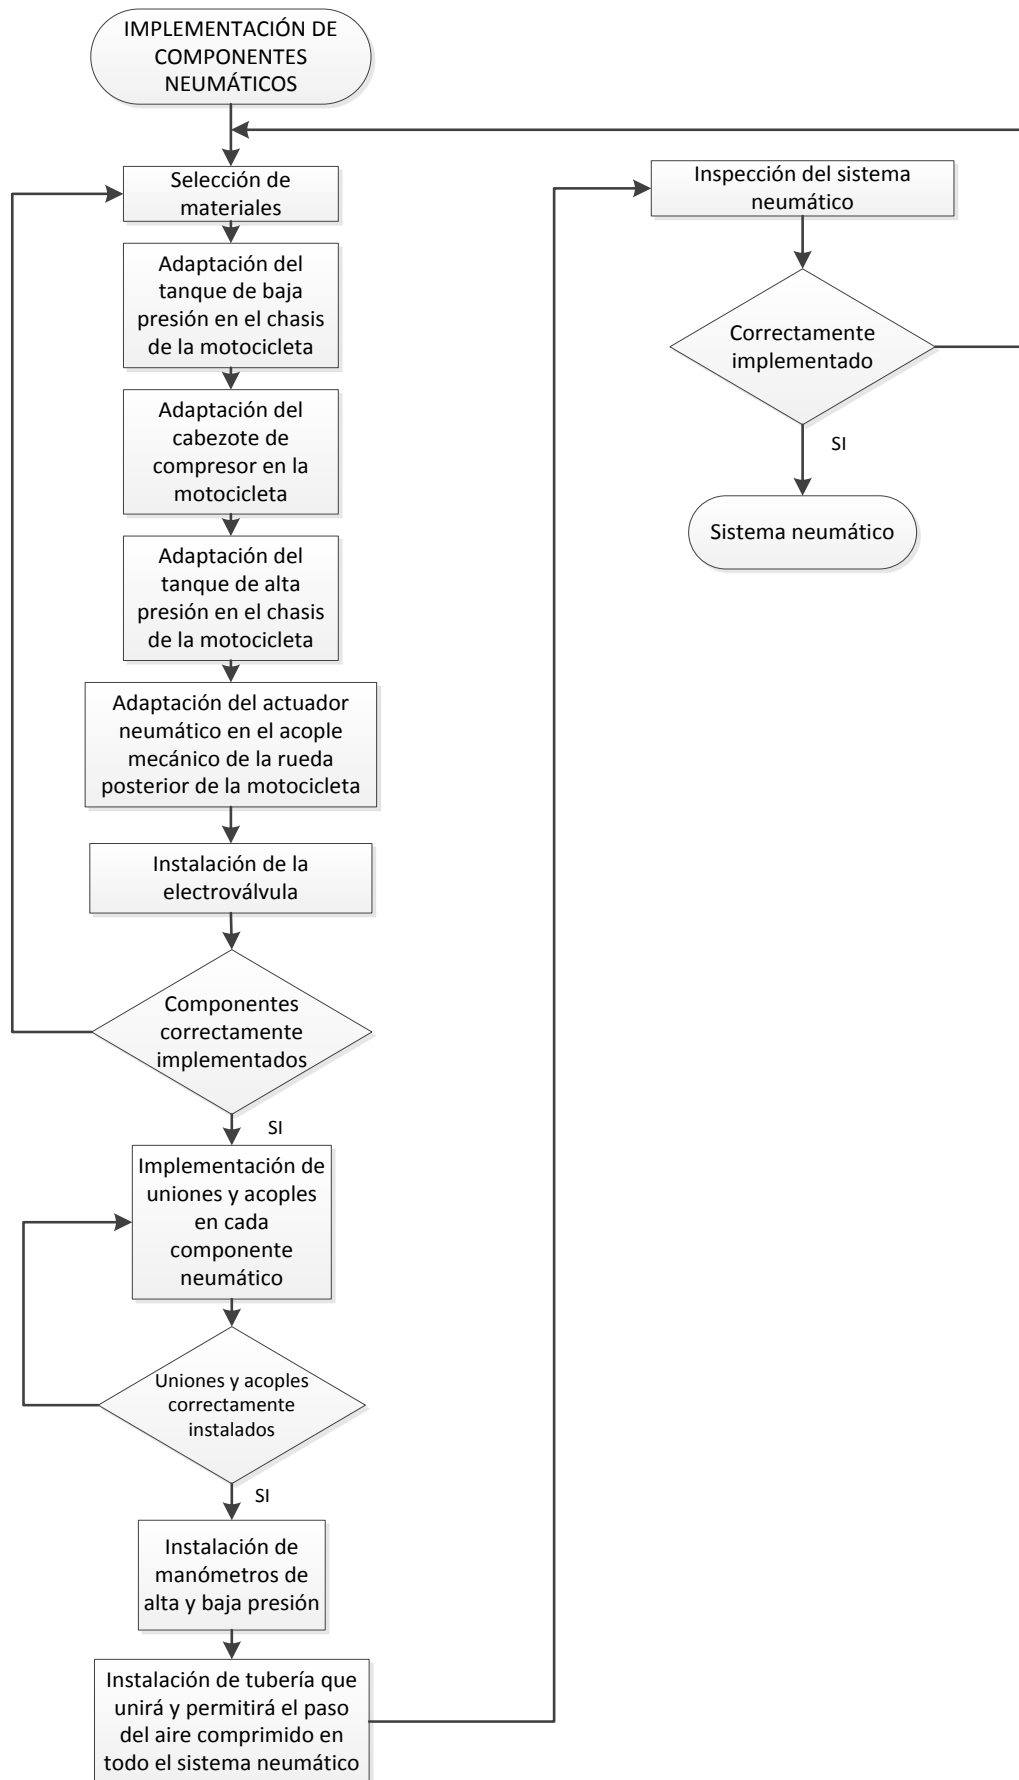 IMPLEMENTACIÓN DE
COMPONENTES
NEUMÁTICOS
Selección de
materiales
Adaptación del
tanque de baja
presión en el chasis
de la motocicleta
Adaptación del
cabezote de
compresor en la
motocicleta
Adaptación del
tanque de alta
presión en el chasis
de la motocicleta
Adaptación del actuador
neumático en el acople
mecánico de la rueda
posterior de la motocicleta
Instalación de la
electroválvula
Componentes
correctamente
implementados
SI
Implementación de
uniones y acoples
en cada
componente
neumático
Uniones y acoples
correctamente
instalados
SI
Instalación de
manómetros de
alta y baja presión
Instalación de tubería que
unirá y permitirá el paso
del aire comprimido en
todo el sistema neumático
Inspección del sistema
neumático
Correctamente
implementado
SI
Sistema neumático